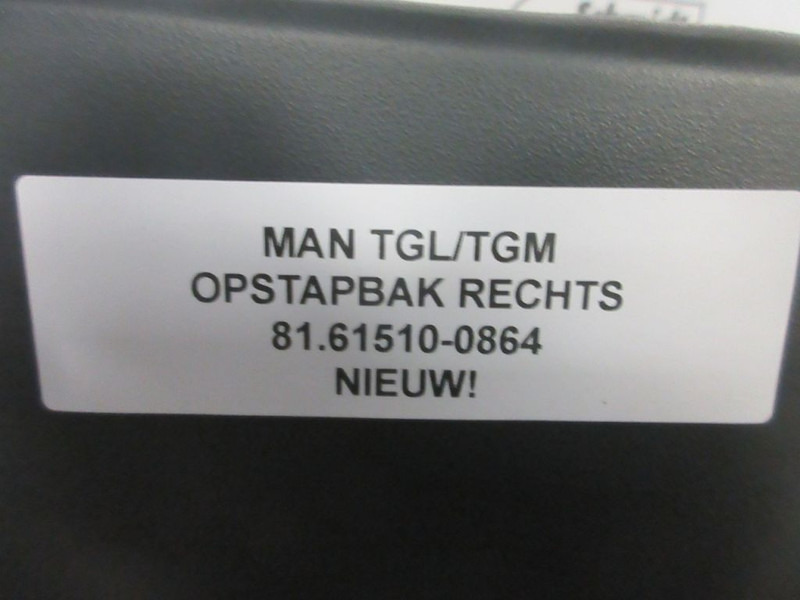 MAN TGL/TGM
OPSTAPBAK RECHTS
81.61510-0864
NIEUW!